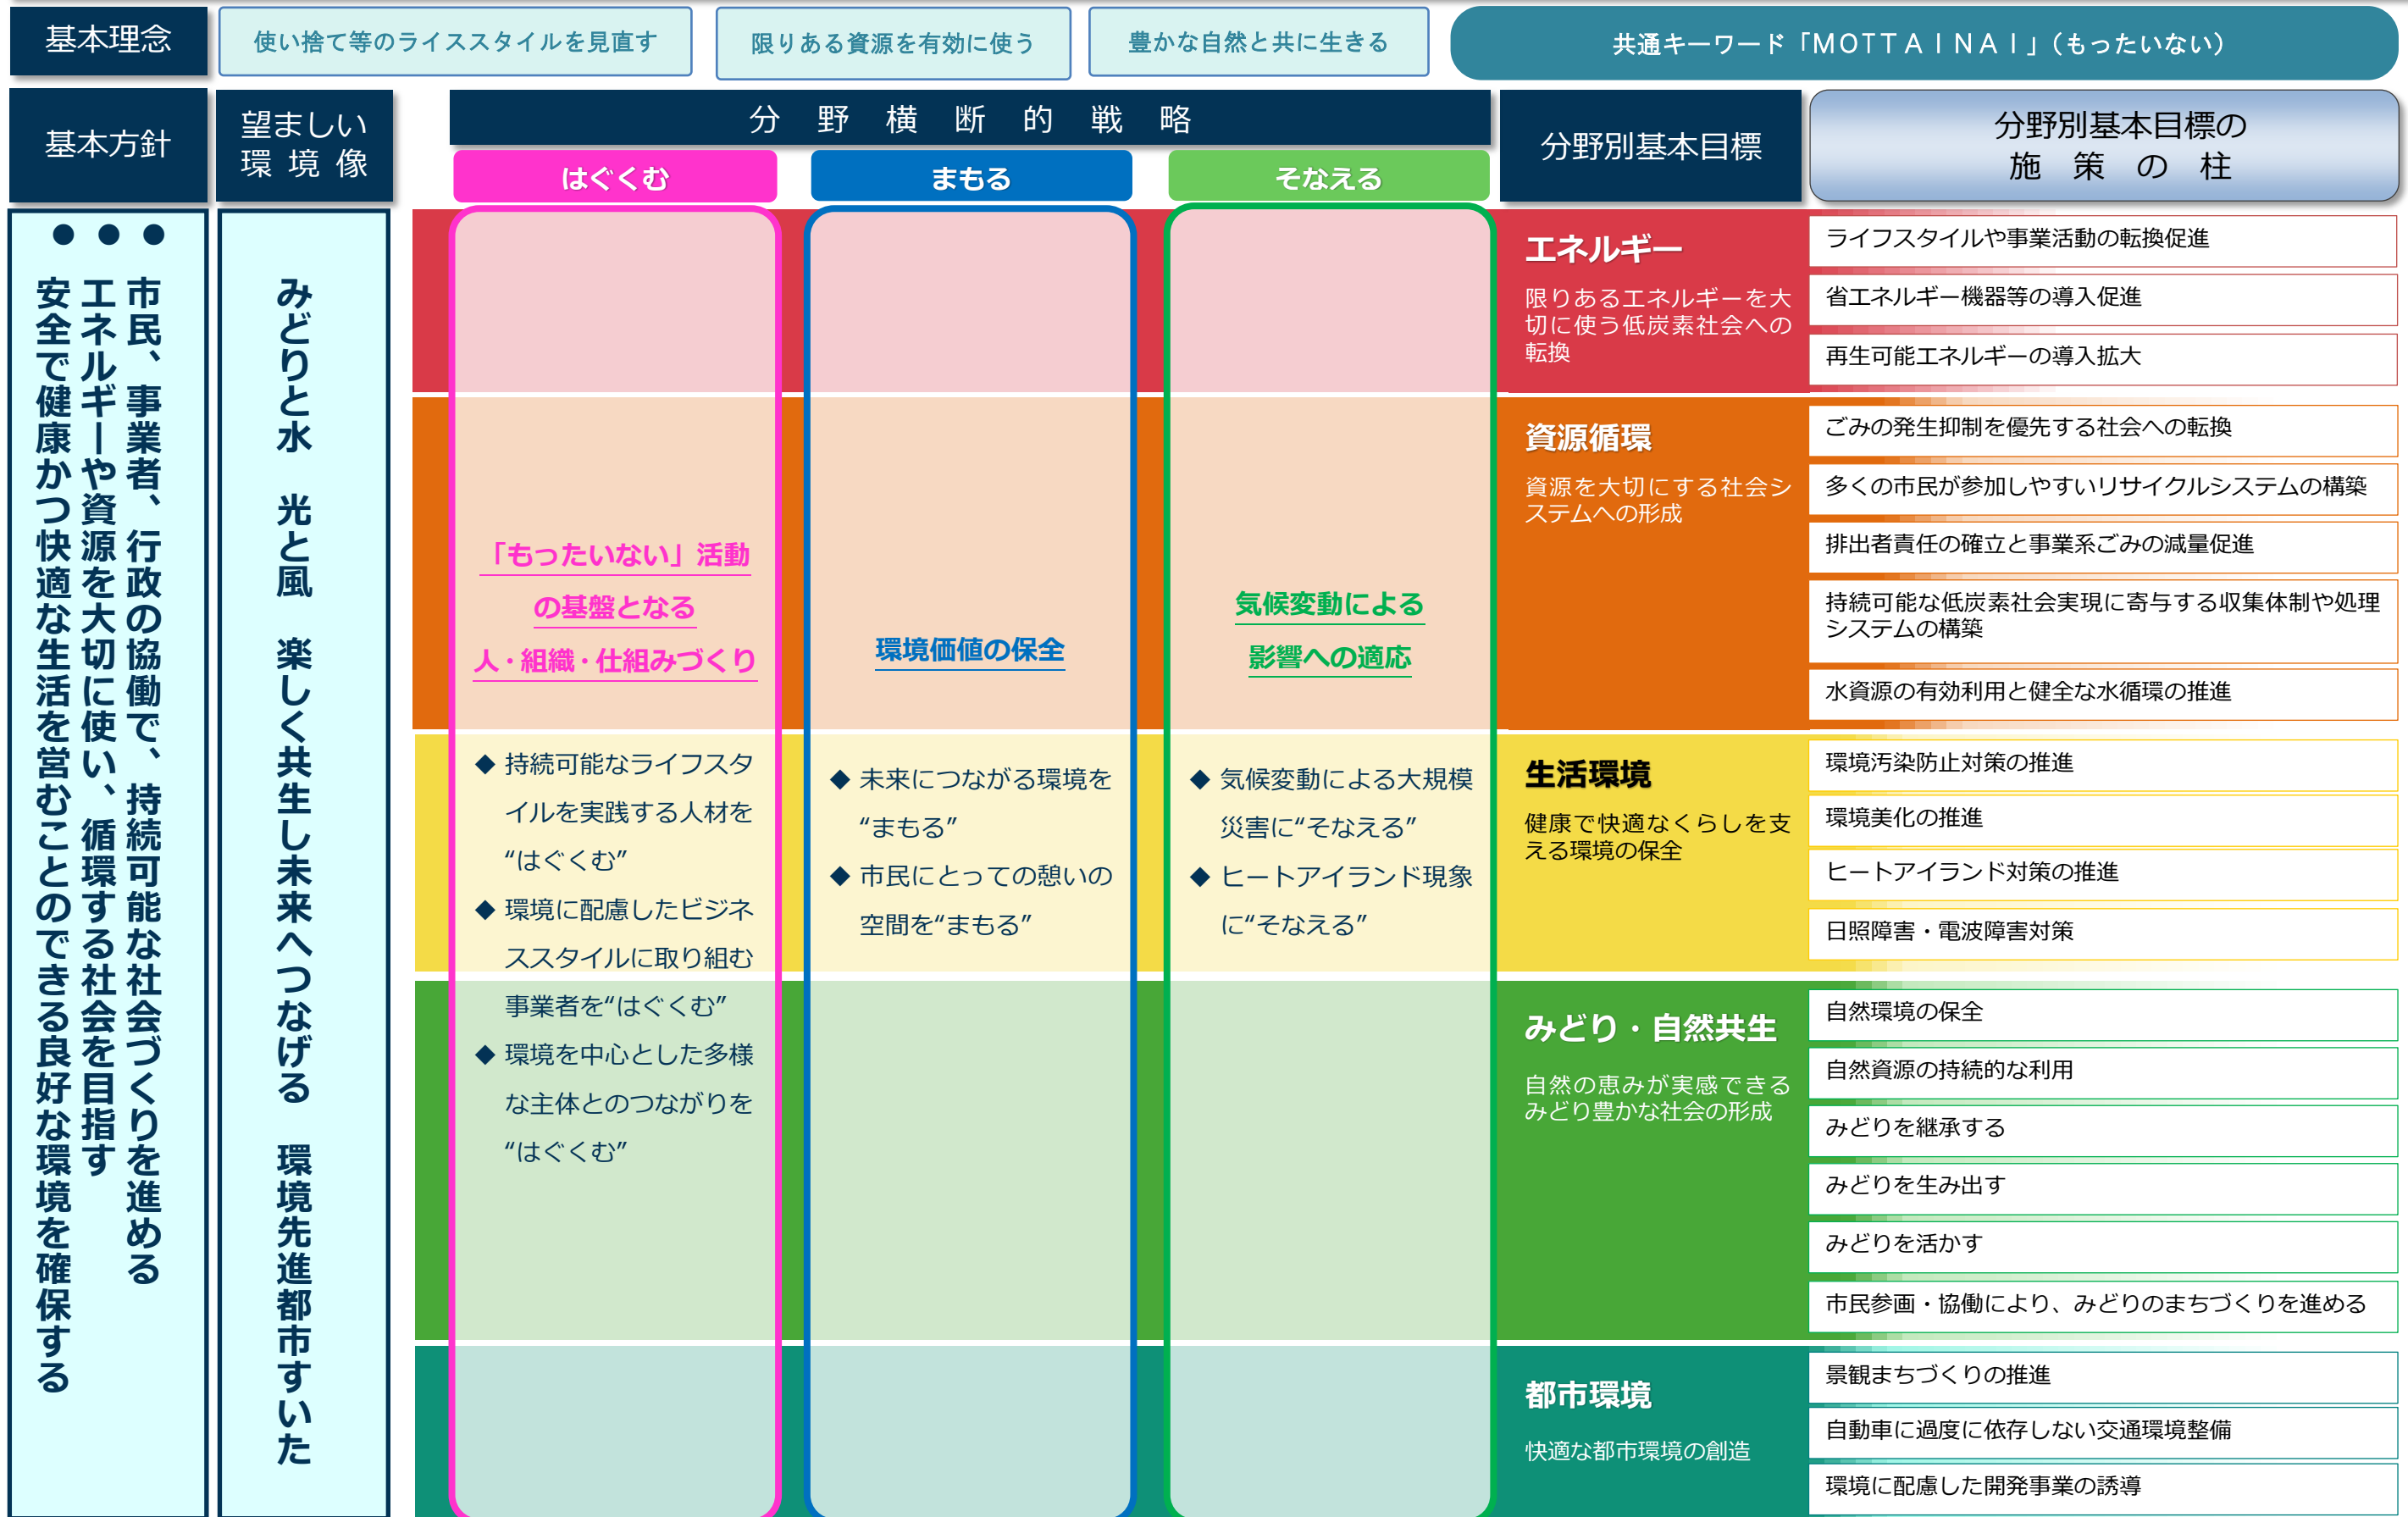 基本理念
使い捨て等のライススタイルを見直す
限りある資源を有効に使う
豊かな自然と共に生きる
共通キーワード「ＭＯＴＴＡＩＮＡＩ」（もったいない）
基本方針
望ましい
環 境 像
分 野 横 断 的 戦 略
はぐくむ
まもる
そなえる
分野別基本目標
分野別基本目標の
施 策 の 柱
● 市民、事業者、行政の協働で、持続可能な社会づくりを進める
● エネルギーや資源を大切に使い、循環する社会を目指す
● 安全で健康かつ快適な生活を営むことのできる良好な環境を確保する
みどりと水　光と風　楽しく共生し未来へつなげる　環境先進都市すいた
「もったいない」活動
の基盤となる
人・組織・仕組みづくり
◆ 持続可能なライフスタ
イルを実践する人材を
“はぐくむ”
◆ 環境に配慮したビジネ
ススタイルに取り組む
事業者を“はぐくむ”
◆ 環境を中心とした多様
な主体とのつながりを
“はぐくむ”
環境価値の保全
◆ 未来につながる環境を
“まもる”
◆ 市民にとっての憩いの
空間を“まもる”
気候変動による
影響への適応
◆ 気候変動による大規模
災害に“そなえる”
◆ ヒートアイランド現象
に“そなえる”
エネルギー
限りあるエネルギーを大
切に使う低炭素社会への
転換
ライフスタイルや事業活動の転換促進
省エネルギー機器等の導入促進
再生可能エネルギーの導入拡大
資源循環
資源を大切にする社会シ
ステムへの形成
ごみの発生抑制を優先する社会への転換
多くの市民が参加しやすいリサイクルシステムの構築
排出者責任の確立と事業系ごみの減量促進
持続可能な低炭素社会実現に寄与する収集体制や処理
システムの構築
水資源の有効利用と健全な水循環の推進
生活環境
健康で快適なくらしを支
える環境の保全
環境汚染防止対策の推進
環境美化の推進
ヒートアイランド対策の推進
日照障害・電波障害対策
みどり・自然共生
自然の恵みが実感できる
みどり豊かな社会の形成
自然環境の保全
自然資源の持続的な利用
みどりを継承する
みどりを生み出す
みどりを活かす
市民参画・協働により、みどりのまちづくりを進める
都市環境
快適な都市環境の創造
景観まちづくりの推進
自動車に過度に依存しない交通環境整備
環境に配慮した開発事業の誘導